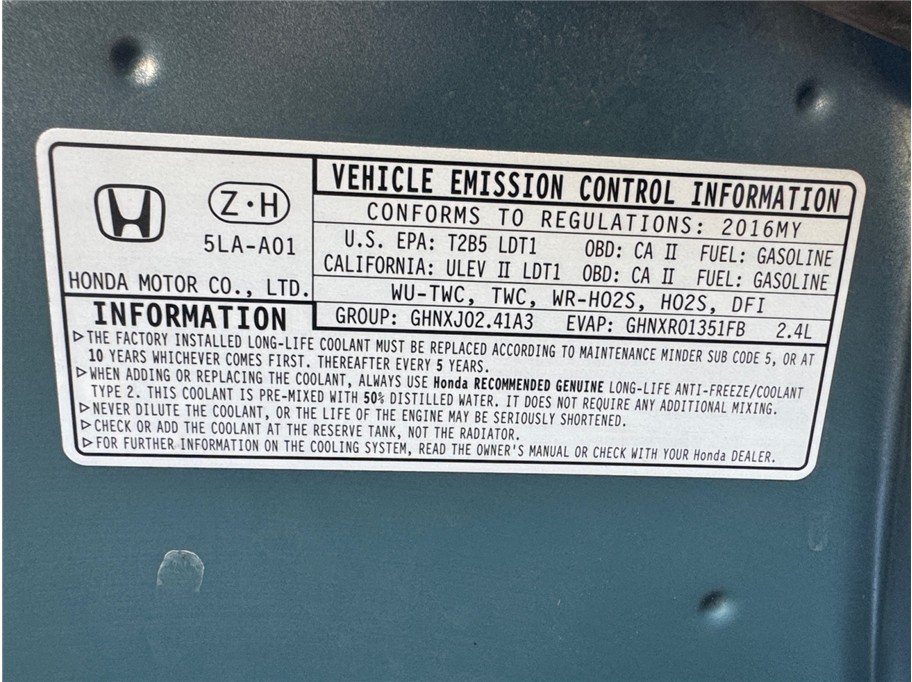 Z·H
5LA-A01
HONDA MOTOR CO., LTD.
VEHICLE EMISSION CONTROL INFORMATION
CONFORMS TO REGULATIONS: 2016MY
U.S. EPA: T2B5 LDT1 OBD: CA II FUEL: GASOLINE
CALIFORNIA: ULEV II LDT1 OBD: CA II FUEL: GASOLINE
WU-TWC, TWC, WR-HO2S, HO2S, DFI
GROUP: GHNXJ02.41A3 EVAP: GHNXR01351FB 2.4L
INFORMATION
▷THE FACTORY INSTALLED LONG-LIFE COOLANT MUST BE REPLACED ACCORDING TO MAINTENANCE MINDER SUB CODE 5, OR AT
10 YEARS WHICHEVER COMES FIRST. THEREAFTER EVERY 5 YEARS.
▷WHEN ADDING OR REPLACING THE COOLANT, ALWAYS USE Honda RECOMMENDED GENUINE LONG-LIFE ANTI-FREEZE/COOLANT
TYPE 2. THIS COOLANT IS PRE-MIXED WITH 50% DISTILLED WATER. IT DOES NOT REQUIRE ANY ADDITIONAL MIXING.
▷NEVER DILUTE THE COOLANT, OR THE LIFE OF THE ENGINE MAY BE SERIOUSLY SHORTENED.
▷CHECK OR ADD THE COOLANT AT THE RESERVE TANK, NOT THE RADIATOR.
▷FOR FURTHER INFORMATION ON THE COOLING SYSTEM, READ THE OWNER'S MANUAL OR CHECK WITH YOUR Honda DEALER.